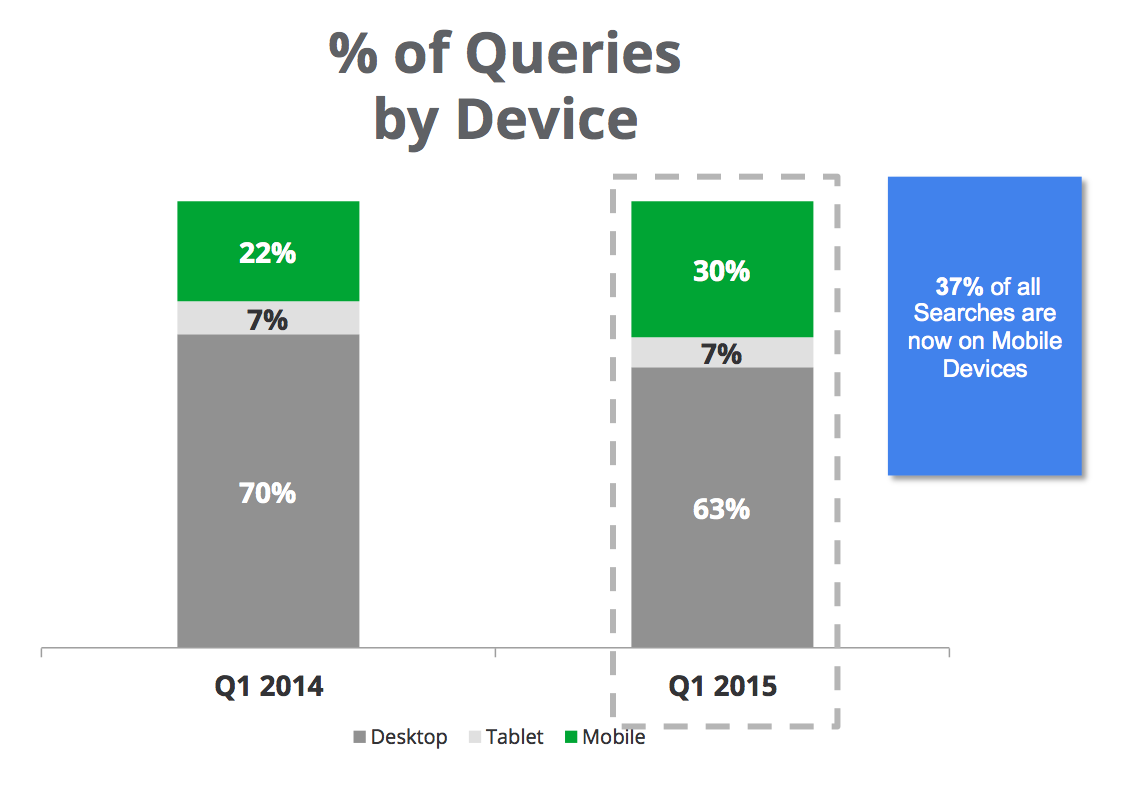 % of Queries
by Device
22%
7%
70%
30%
7%
63%
37% of all
Searches are
now on Mobile
Devices
Q1 2014
Q1 2015
Desktop Tablet Mobile